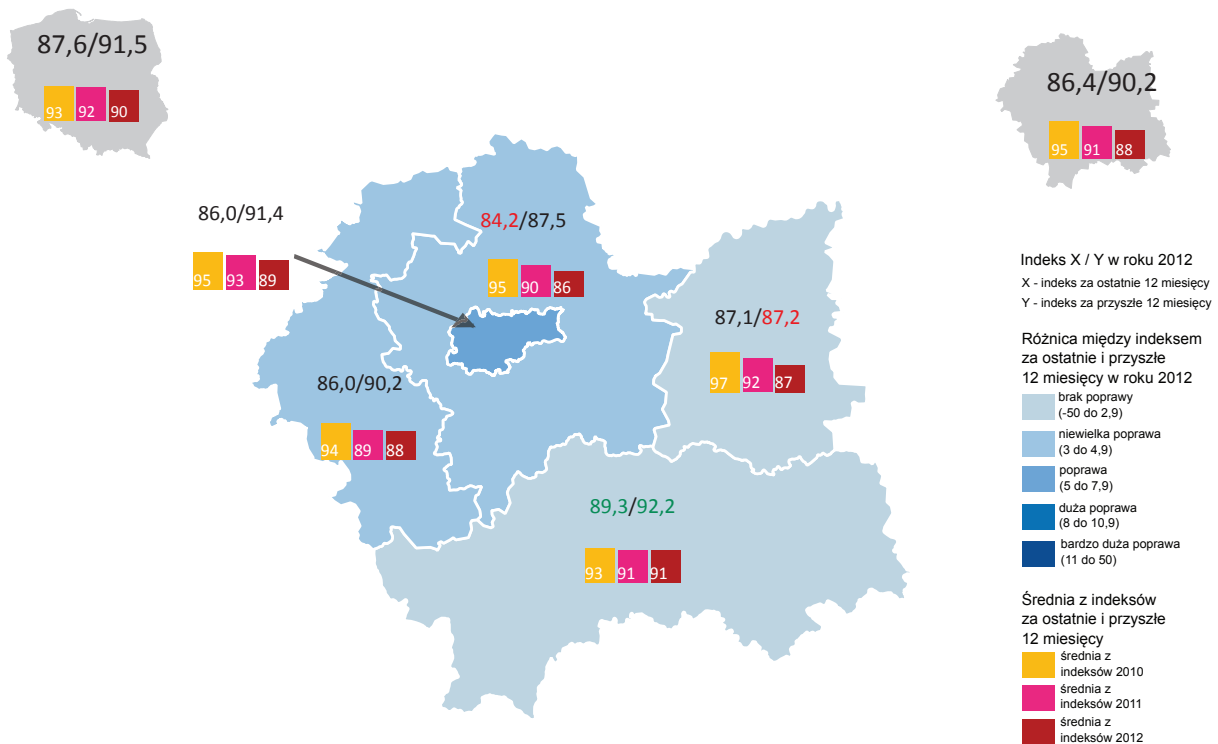 87,6/91,5
93 92 90
86,4/90,2
95 91 88
86,0/91,4
95 93 89
84,2/87,5
95 90 86
87,1/87,2
97 92 87
86,0/90,2
94 89 88
89,3/92,2
93 91 91
Indeks X / Y w roku 2012
X - indeks za ostatnie 12 miesięcy
Y - indeks za przyszłe 12 miesięcy
Różnica między indeksem
za ostatnie i przyszłe
12 miesięcy w roku 2012
brak poprawy
(-50 do 2,9)
niewielka poprawa
(3 do 4,9)
poprawa
(5 do 7,9)
duża poprawa
(8 do 10,9)
bardzo duża poprawa
(11 do 50)
Średnia z indeksów
za ostatnie i przyszłe
12 miesięcy
średnia z
indeksów 2010
średnia z
indeksów 2011
średnia z
indeksów 2012